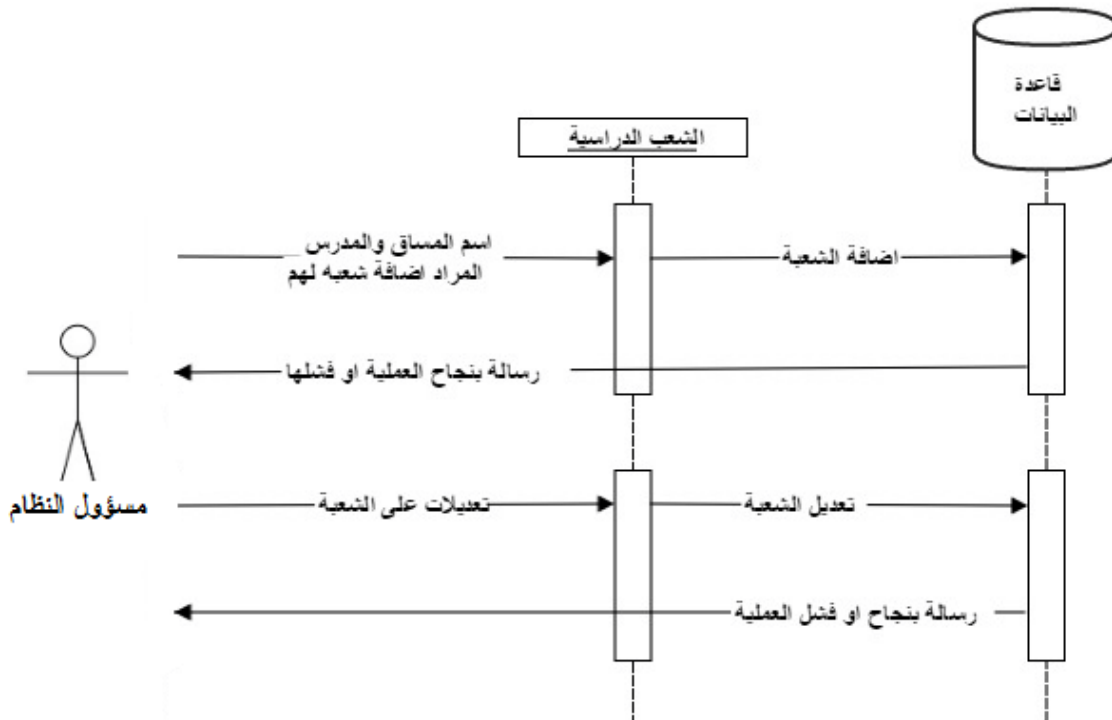 قاعدة
البيانات
الشعب الدراسية
اسم المساق والمدرس
المراد اضافة شعبه لهم
اضافة الشعبة
رسالة بنجاح العملية او فشلها
مسؤول النظام
تعديلات على الشعبة
تعديل الشعبة
رسالة بنجاح او فشل العملية